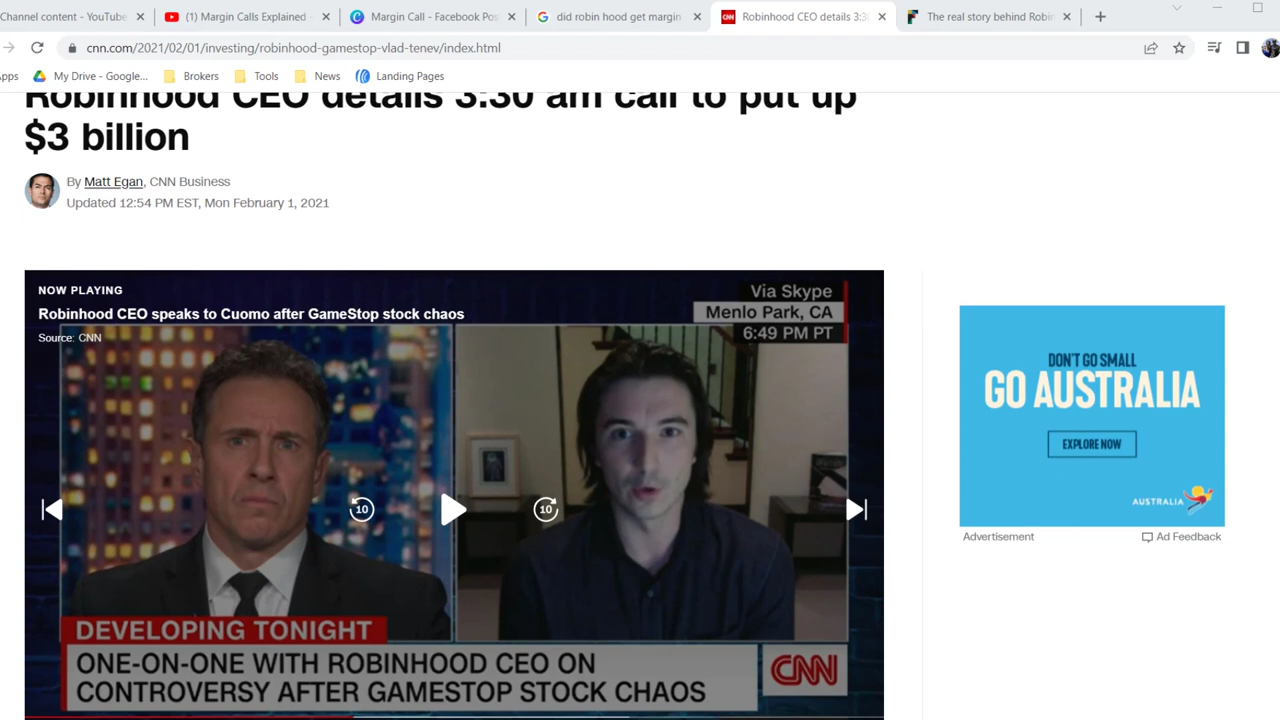 Channel content - YouTube
(1) Margin Calls Explained -
Margin Call - Facebook Pos
did robin hood get margin
CNN
Robinhood CEO details 3:3
The real story behind Robi
cnn.com/2021/02/01/investing/robinhood-gamestop-vlad-tenev/index.html
pps
My Drive - Google...
Brokers
Tools
News
Landing Pages
Robinhood CEO details 3:30 am call to put up
$3 billion
By Matt Egan, CNN Business
Updated 12:54 PM EST, Mon February 1, 2021
NOW PLAYING
Robinhood CEO speaks to Cuomo after GameStop stock chaos
Source: CNN
Via Skype
Menlo Park, CA
6:49 PM PT
10
10
DEVELOPING TONIGHT
ONE-ON-ONE WITH ROBINHOOD CEO ON
CONTROVERSY AFTER GAMESTOP STOCK CHAOS
CNN
DON'T GO SMALL
GO AUSTRALIA
EXPLORE NOW
AUSTRALIA
Advertisement
Ad Feedback